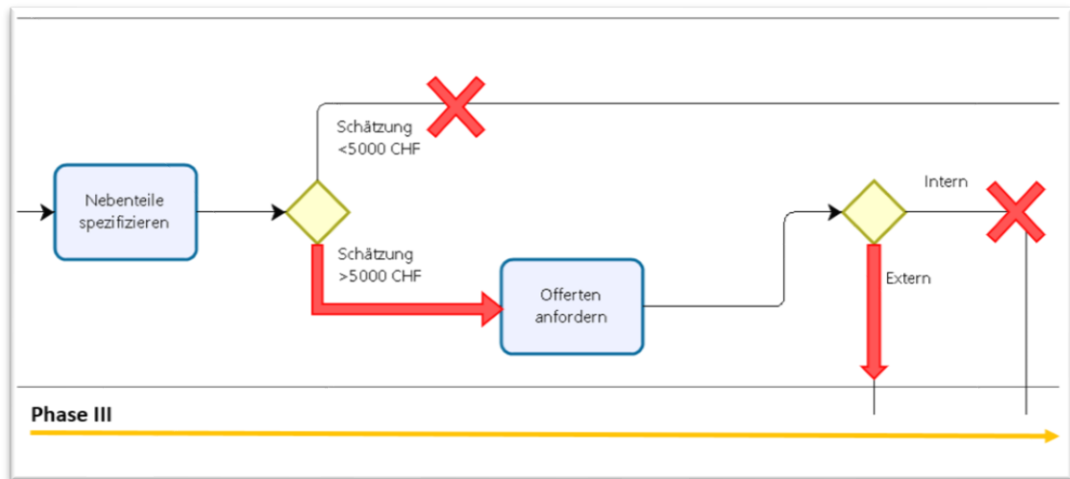 Schätzung
<5000 CHF
Nebenteile
spezifizieren
Intern
Schätzung
>5000 CHF
Extern
Offerten
anfordern
Phase III